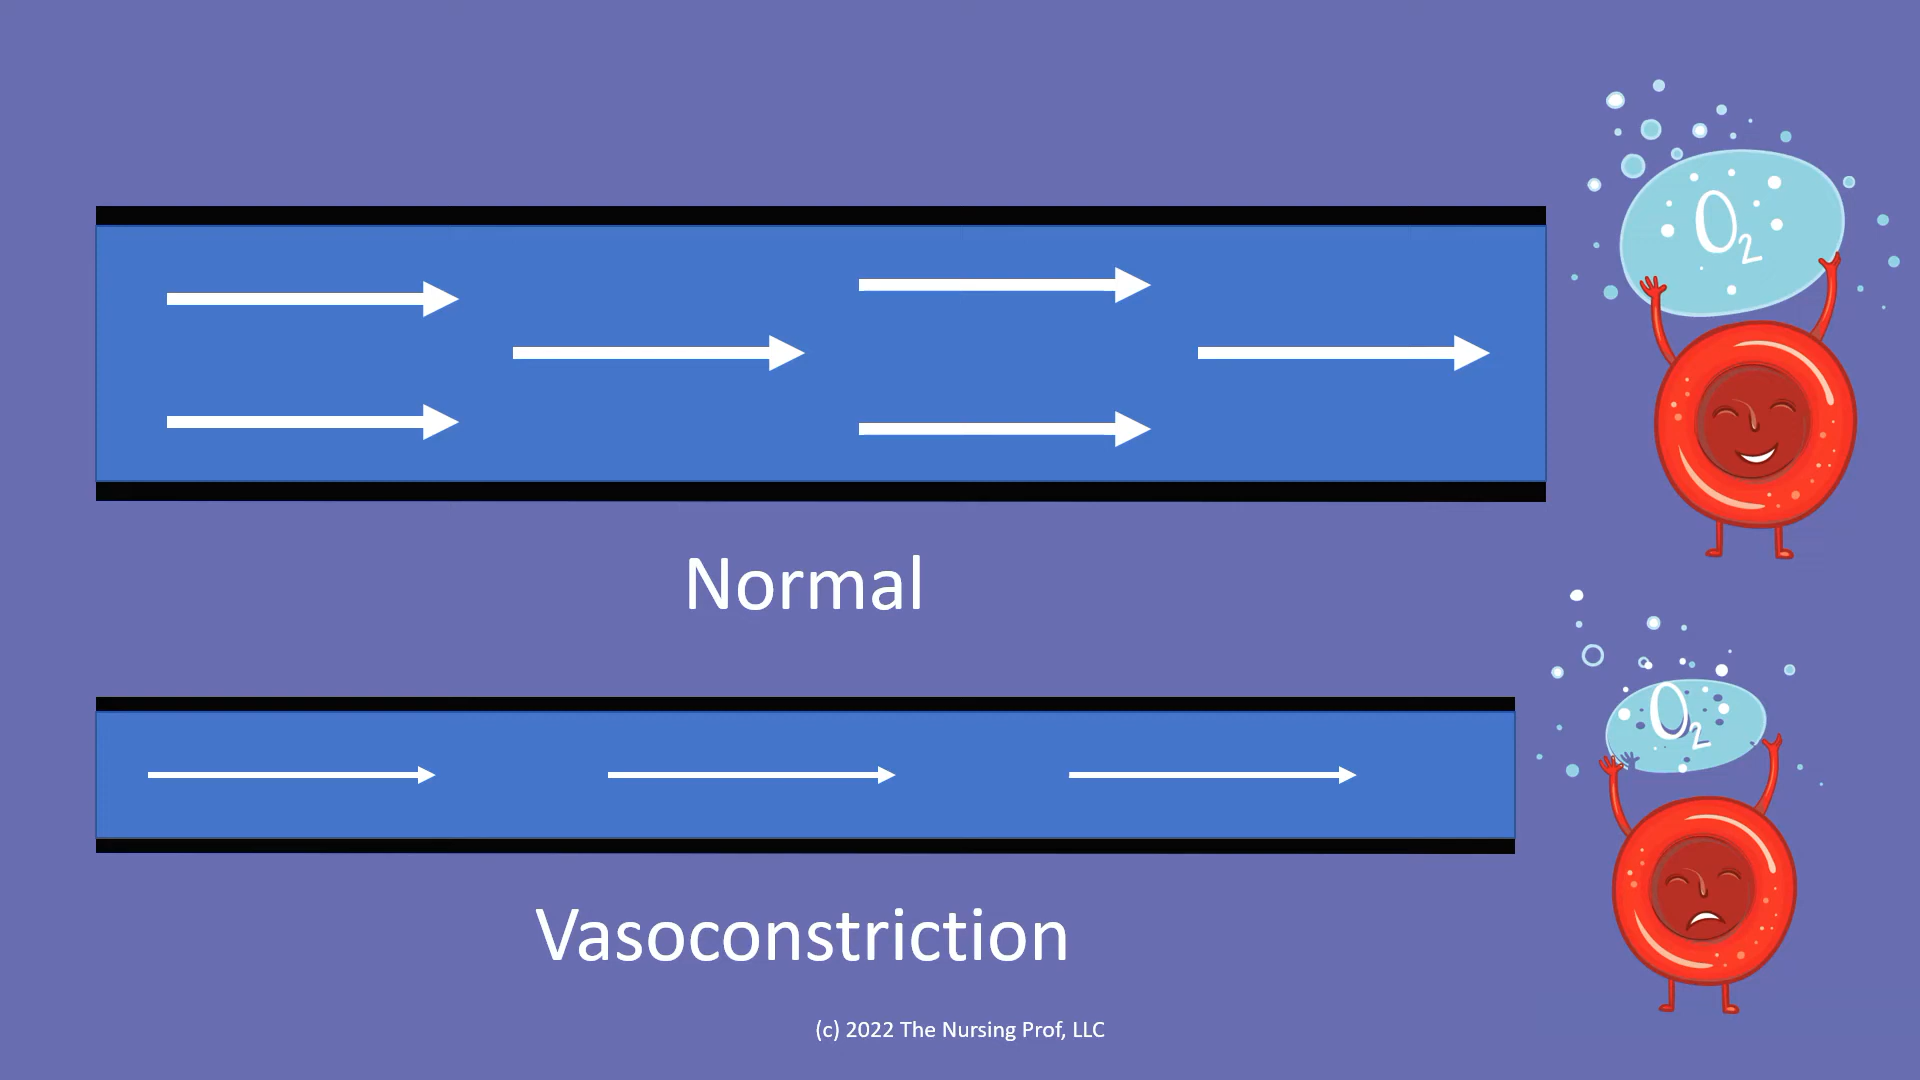 O2
Normal
O2
Vasoconstriction
(c) 2022 The Nursing Prof, LLC